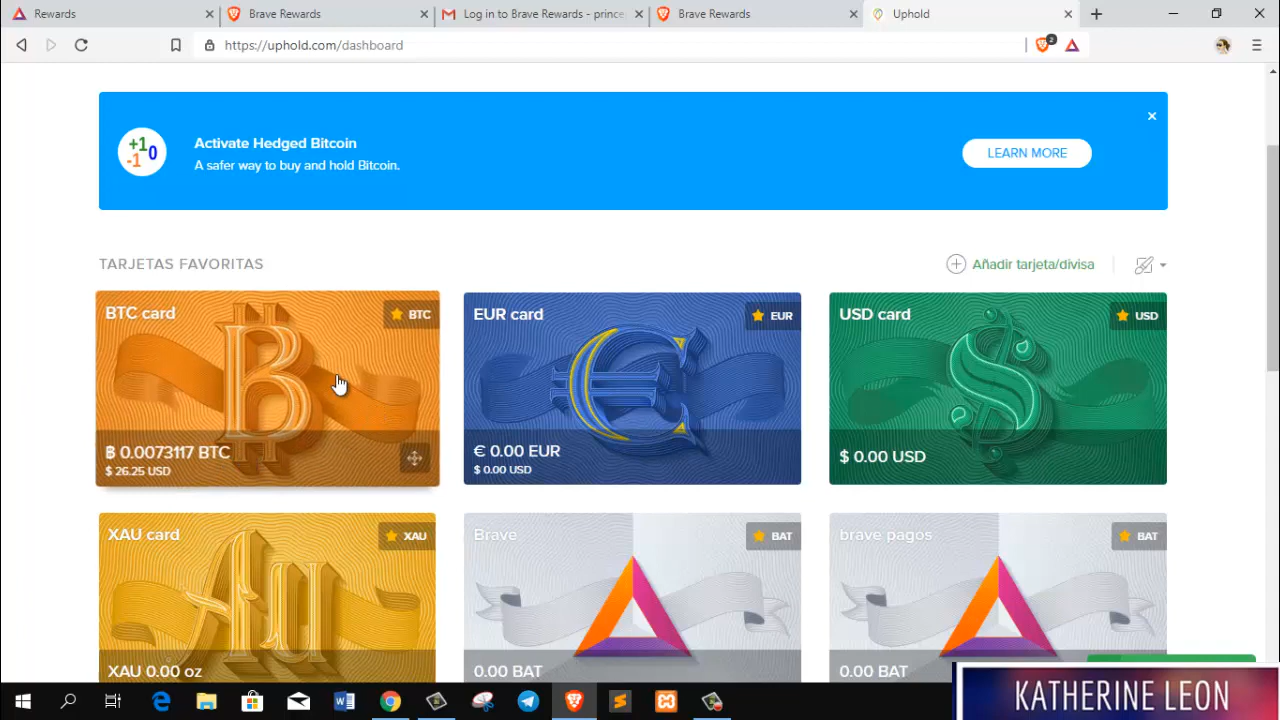 Rewards
Brave Rewards
Log in to Brave Rewards - prince
Brave Rewards
Uphold
https://uphold.com/dashboard
2
+1
-1 0
Activate Hedged Bitcoin
A safer way to buy and hold Bitcoin.
LEARN MORE
TARJETAS FAVORITAS
Añadir tarjeta/divisa
BTC card
BTC
฿ 0.0073117 BTC
$ 26.25 USD
EUR card
EUR
€ 0.00 EUR
$ 0.00 USD
USD card
USD
$ 0.00 USD
XAU card
XAU
XAU 0.00 oz
Brave
BAT
0.00 BAT
brave pagos
BAT
0.00 BAT
KATHERINE LEON